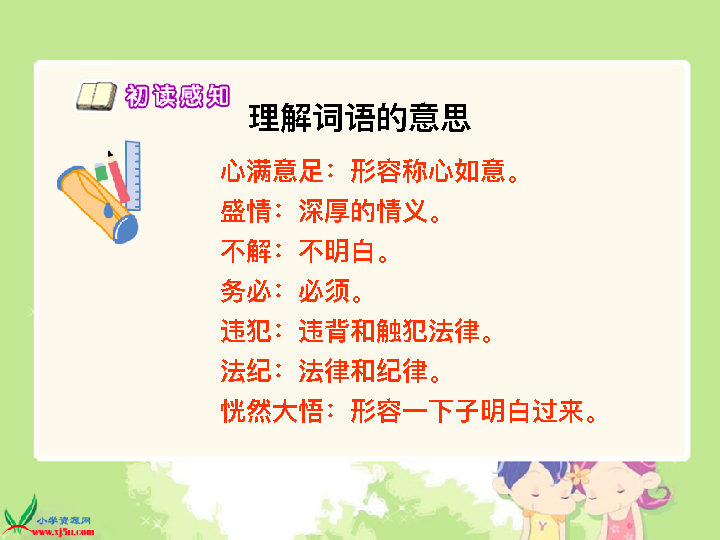 初读感知
理解词语的意思
心满意足：形容称心如意。
盛情：深厚的情义。
不解：不明白。
务必：必须。
违犯：违背和触犯法律。
法纪：法律和纪律。
恍然大悟：形容一下子明白过来。
小学资源网
www.xj5u.com
Y